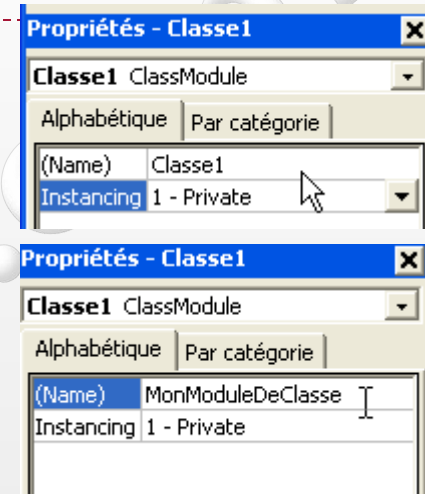 Propriétés - Classe1
Classe1 ClassModule
Alphabétique Par catégorie
(Name) Classe1
Instancing 1 - Private
Propriétés - Classe1
Classe1 ClassModule
Alphabétique Par catégorie
(Name) MonModuleDeClasse
Instancing 1 - Private